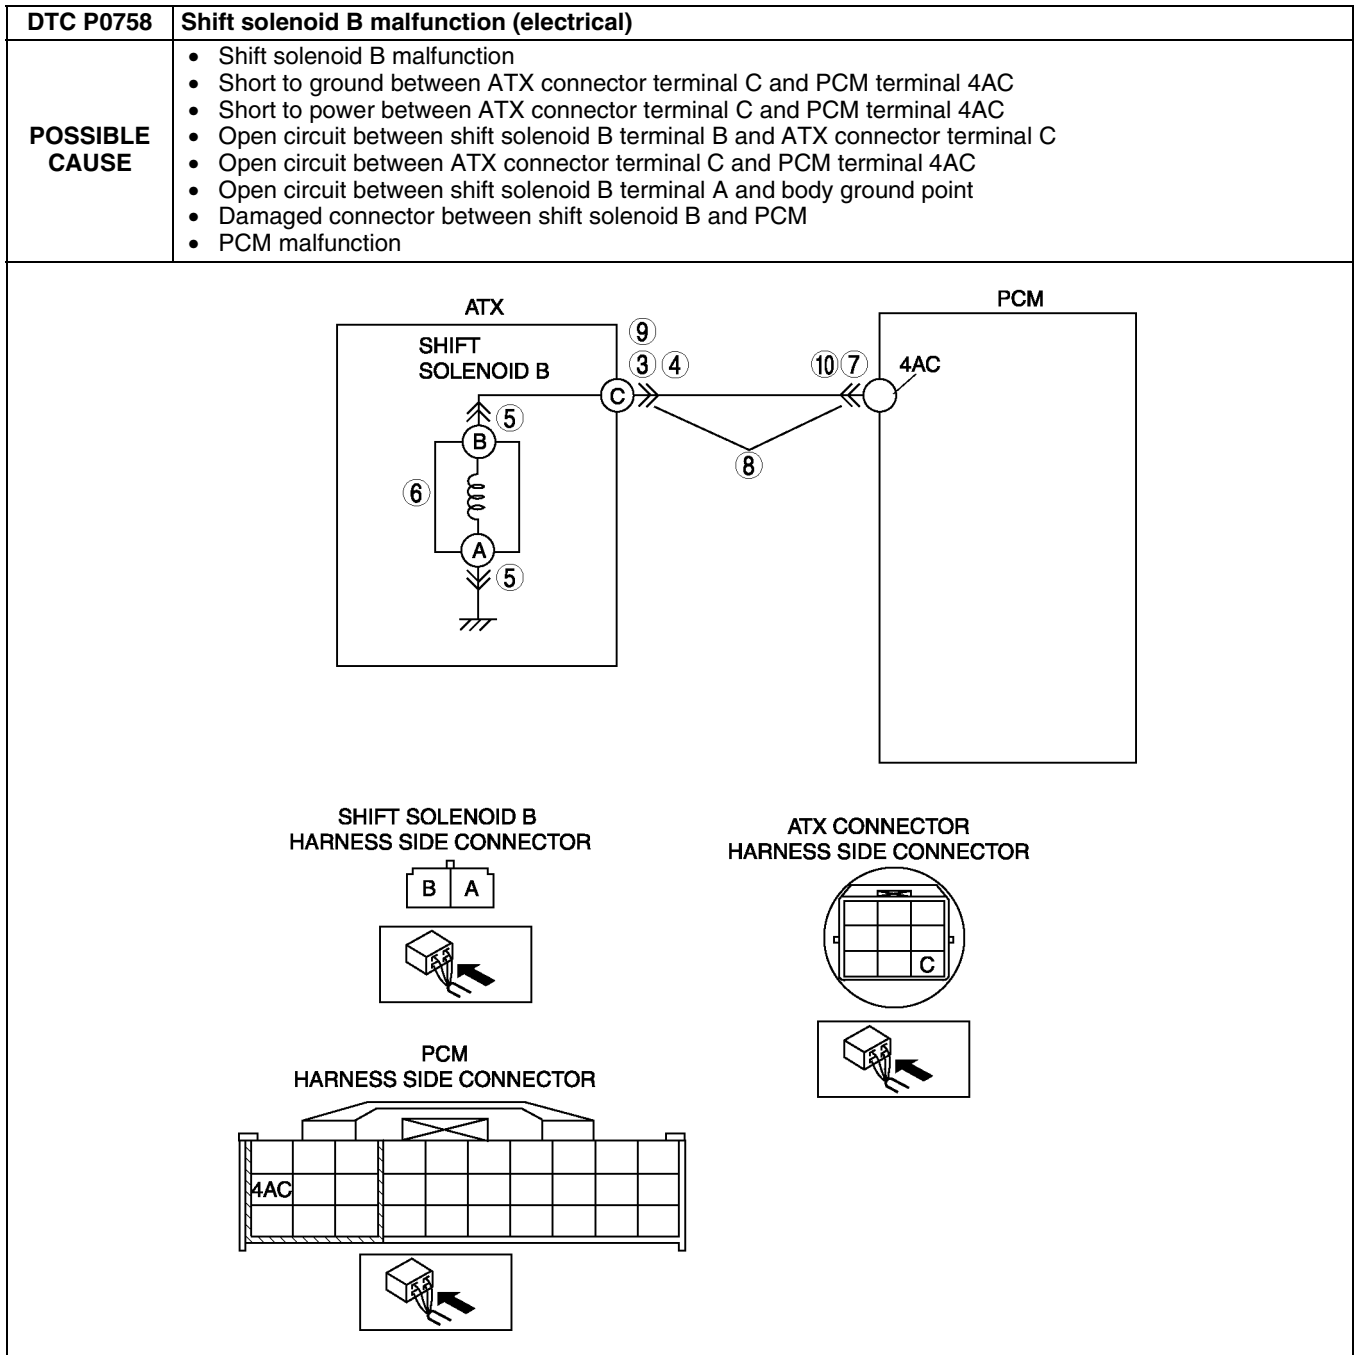 DTC P0758 Shift solenoid B malfunction (electrical)
POSSIBLE CAUSE
• Shift solenoid B malfunction
• Short to ground between ATX connector terminal C and PCM terminal 4AC
• Short to power between ATX connector terminal C and PCM terminal 4AC
• Open circuit between shift solenoid B terminal B and ATX connector terminal C
• Open circuit between ATX connector terminal C and PCM terminal 4AC
• Open circuit between shift solenoid B terminal A and body ground point
• Damaged connector between shift solenoid B and PCM
• PCM malfunction
ATX
PCM
SHIFT
SOLENOID B
⑨
③ ④
⑩ ⑦
4AC
C
⑤
B
⑧
⑥
A
⑤
SHIFT SOLENOID B
HARNESS SIDE CONNECTOR
B A
ATX CONNECTOR
HARNESS SIDE CONNECTOR
C
PCM
HARNESS SIDE CONNECTOR
4AC